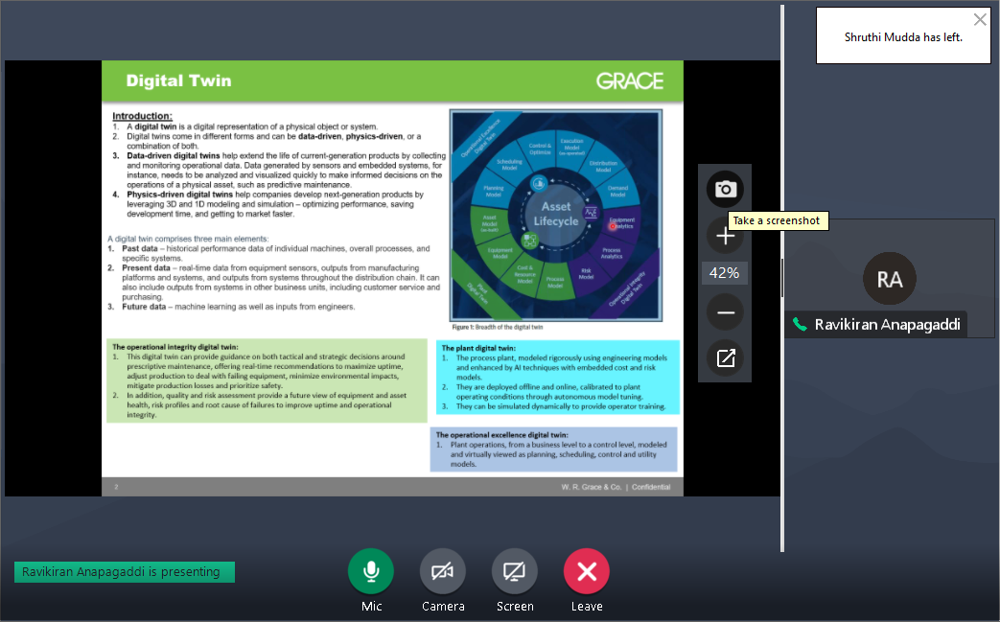 Shruthi Mudda has left.
Digital Twin
GRACE
Introduction:
1. A digital twin is a digital representation of a physical object or system.
2. Digital twins come in different forms and can be data-driven, physics-driven, or a
combination of both.
3. Data-driven digital twins help extend the life of current-generation products by collecting
and monitoring operational data. Data generated by sensors and embedded systems, for
instance, needs to be analyzed and visualized quickly to make informed decisions on the
operations of a physical asset, such as predictive maintenance.
4. Physics-driven digital twins help companies develop next-generation products by
leveraging 3D and 1D modeling and simulation – optimizing performance, saving
development time, and getting to market faster.
A digital twin comprises three main elements:
1. Past data – historical performance data of individual machines, overall processes, and
specific systems.
2. Present data – real-time data from equipment sensors, outputs from manufacturing
platforms and systems, and outputs from systems throughout the distribution chain. It can
also include outputs from systems in other business units, including customer service and
purchasing.
3. Future data – machine learning as well as inputs from engineers.
Operational Excellence
Digital Twin
Control &
Optimize
Execution
Model
(as-operated)
Distribution
Model
Demand
Model
Equipment
Analytics
Process
Analytics
Risk
Model
Process
Model
Cost &
Resource
Model
Equipment
Model
Asset
Model
(as-built)
Planning
Model
Scheduling
Model
Asset
Lifecycle
Plant
Digital Twin
Operational Integrity
Digital Twin
Figure 1: Breadth of the digital twin
The operational integrity digital twin:
1. This digital twin can provide guidance on both tactical and strategic decisions around
prescriptive maintenance, offering real-time recommendations to maximize uptime,
adjust production to deal with failing equipment, minimize environmental impacts,
mitigate production losses and prioritize safety.
2. In addition, quality and risk assessment provide a future view of equipment and asset
health, risk profiles and root cause of failures to improve uptime and operational
integrity.
The plant digital twin:
1. The process plant, modeled rigorously using engineering models
and enhanced by AI techniques with embedded cost and risk
models.
2. They are deployed offline and online, calibrated to plant
operating conditions through autonomous model tuning.
3. They can be simulated dynamically to provide operator training.
The operational excellence digital twin:
1. Plant operations, from a business level to a control level, modeled
and virtually viewed as planning, scheduling, control and utility
models.
2
W. R. Grace & Co. | Confidential
Take a screenshot
42%
RA
Ravikiran Anapagaddi
Ravikiran Anapagaddi is presenting
Mic
Camera
Screen
Leave